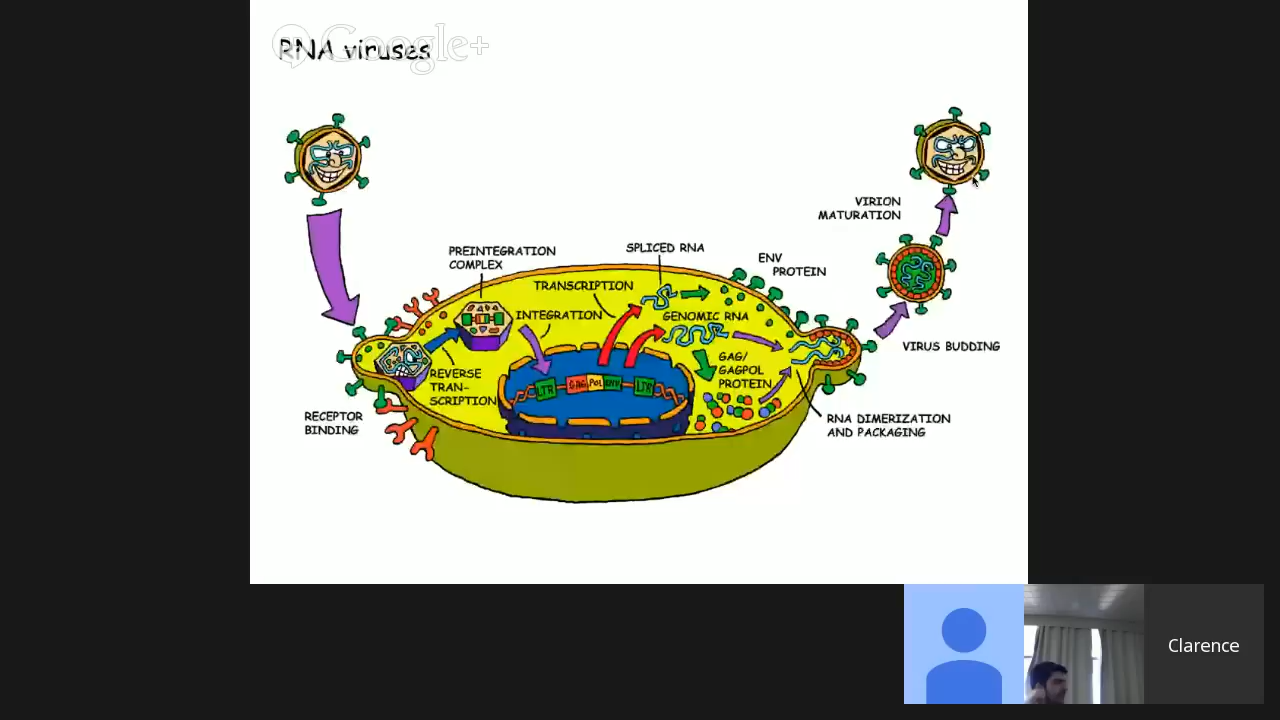 RNA viruses
Google+
VIRION
MATURATION
PREINTEGRATION
COMPLEX
SPLICED RNA
ENV
PROTEIN
TRANSCRIPTION
INTEGRATION
GENOMIC RNA
VIRUS BUDDING
GAG/
GAGPOL
PROTEIN
REVERSE
TRAN-
SCRIPTION
LTR GAG POL ENV LTR
RECEPTOR
BINDING
RNA DIMERIZATION
AND PACKAGING
Clarence